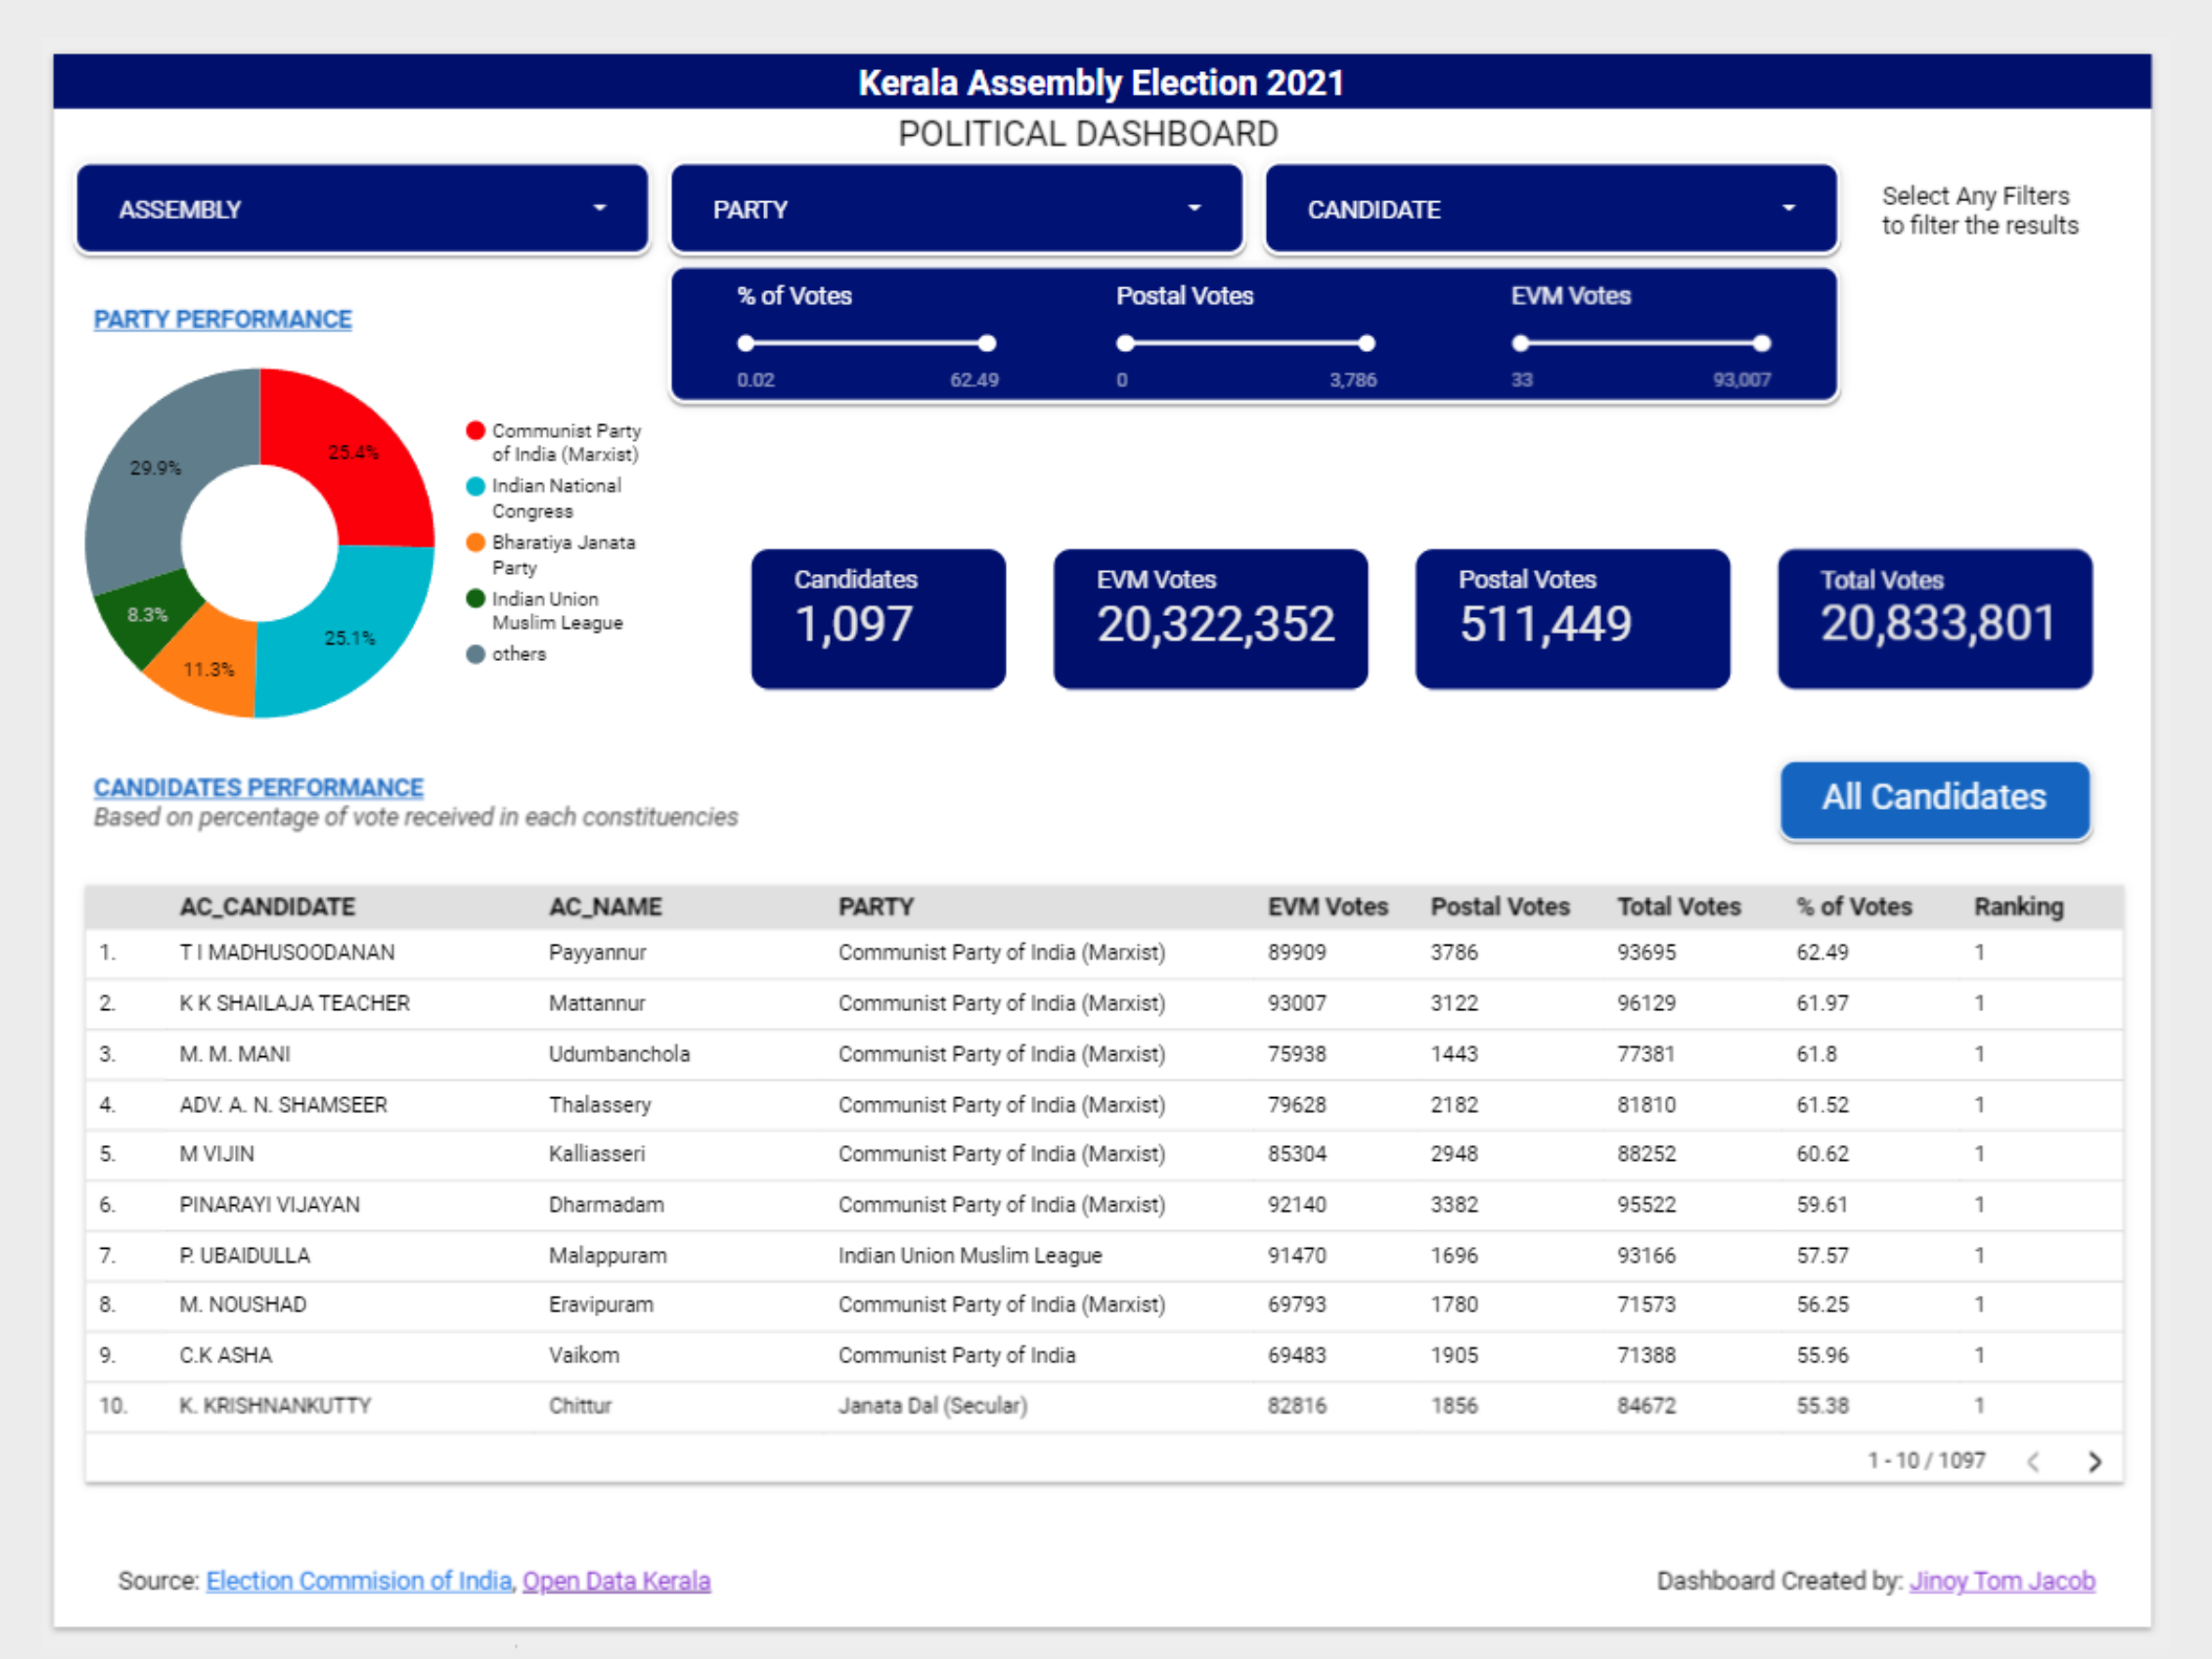 Kerala Assembly Election 2021
POLITICAL DASHBOARD
ASSEMBLY
PARTY
CANDIDATE
Select Any Filters
to filter the results
% of Votes
0.02 62.49
Postal Votes
0 3,786
EVM Votes
33 93,007
PARTY PERFORMANCE
25.4%
29.9%
8.3%
25.1%
11.3%
Communist Party
of India (Marxist)
Indian National
Congress
Bharatiya Janata
Party
Indian Union
Muslim League
others
Candidates
1,097
EVM Votes
20,322,352
Postal Votes
511,449
Total Votes
20,833,801
CANDIDATES PERFORMANCE
Based on percentage of vote received in each constituencies
All Candidates
AC_CANDIDATE AC_NAME PARTY EVM Votes Postal Votes Total Votes % of Votes Ranking
1. T I MADHUSOODANAN Payyannur Communist Party of India (Marxist) 89909 3786 93695 62.49 1
2. K K SHAILAJA TEACHER Mattannur Communist Party of India (Marxist) 93007 3122 96129 61.97 1
3. M. M. MANI Udumbanchola Communist Party of India (Marxist) 75938 1443 77381 61.8 1
4. ADV. A. N. SHAMSEER Thalassery Communist Party of India (Marxist) 79628 2182 81810 61.52 1
5. M VIJIN Kalliasseri Communist Party of India (Marxist) 85304 2948 88252 60.62 1
6. PINARAYI VIJAYAN Dharmadam Communist Party of India (Marxist) 92140 3382 95522 59.61 1
7. P. UBAIDULLA Malappuram Indian Union Muslim League 91470 1696 93166 57.57 1
8. M. NOUSHAD Eravipuram Communist Party of India (Marxist) 69793 1780 71573 56.25 1
9. C.K ASHA Vaikom Communist Party of India 69483 1905 71388 55.96 1
10. K. KRISHNANKUTTY Chittur Janata Dal (Secular) 82816 1856 84672 55.38 1
1 - 10 / 1097
Source: Election Commision of India, Open Data Kerala
Dashboard Created by: Jinoy Tom Jacob